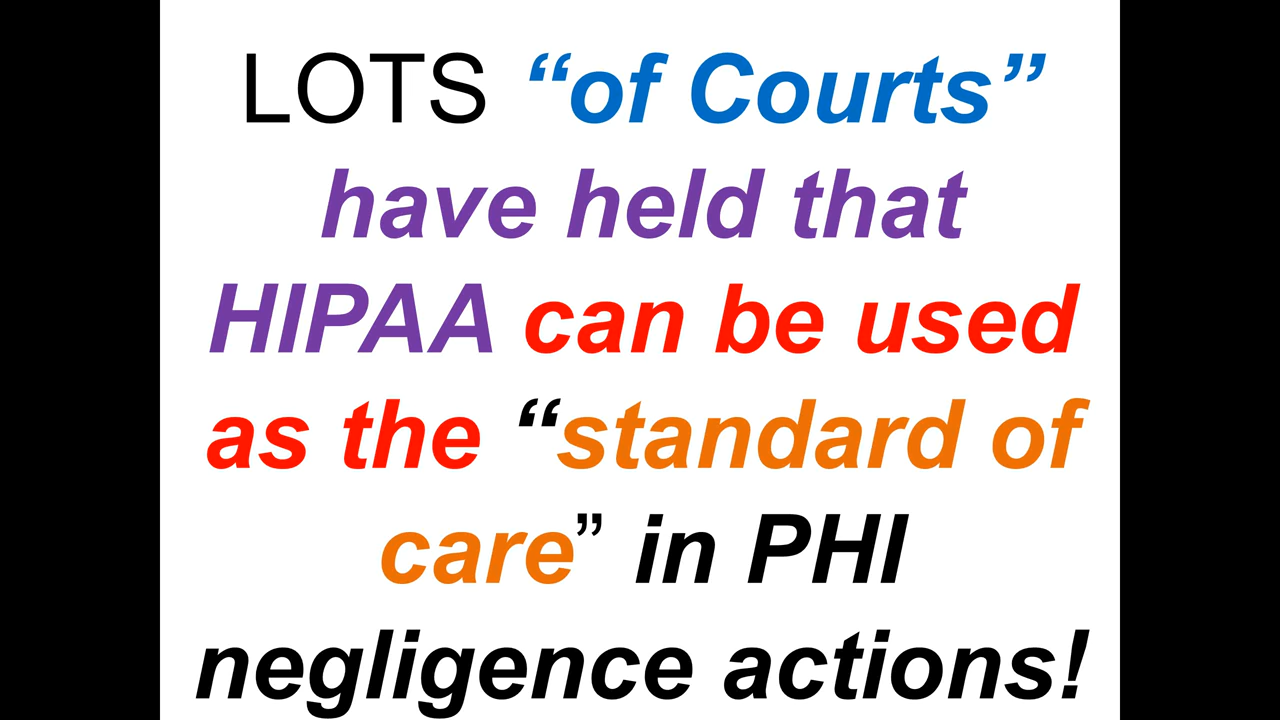 LOTS “of Courts”
have held that
HIPAA can be used
as the “standard of
care” in PHI
negligence actions!